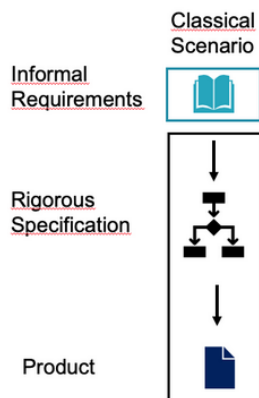 Classical
Scenario
Informal
Requirements
Rigorous
Specification
Product